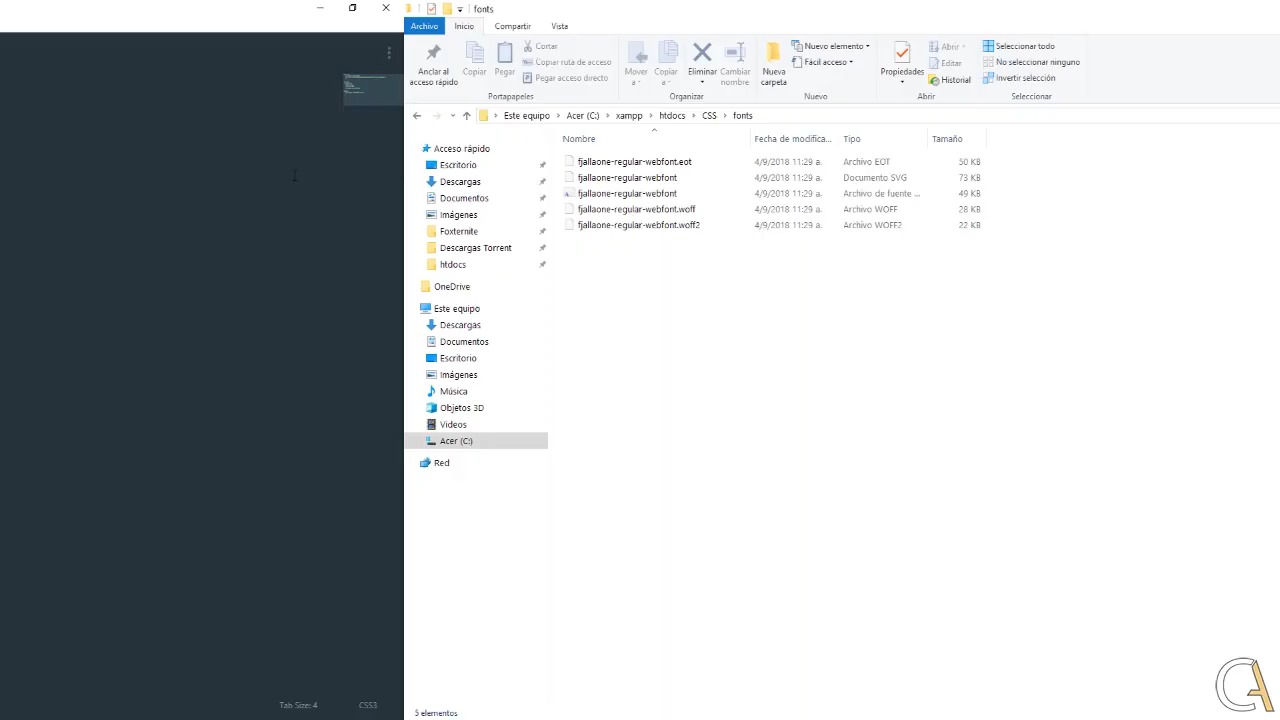 fonts
Archivo Inicio Compartir Vista
Anclar al acceso rápido
Copiar
Pegar
Cortar
Copiar ruta de acceso
Pegar acceso directo
Portapapeles
Mover a
Copiar a
Eliminar
Cambiar nombre
Organizar
Nueva carpeta
Nuevo elemento
Fácil acceso
Nuevo
Propiedades
Abrir
Editar
Historial
Abrir
Seleccionar todo
No seleccionar ninguno
Invertir selección
Seleccionar
Este equipo > Acer (C:) > xampp > htdocs > CSS > fonts
Nombre Fecha de modifica... Tipo Tamaño
fjallaone-regular-webfont.eot 4/9/2018 11:29 a. Archivo EOT 50 KB
fjallaone-regular-webfont 4/9/2018 11:29 a. Documento SVG 73 KB
fjallaone-regular-webfont 4/9/2018 11:29 a. Archivo de fuente ... 49 KB
fjallaone-regular-webfont.woff 4/9/2018 11:29 a. Archivo WOFF 28 KB
fjallaone-regular-webfont.woff2 4/9/2018 11:29 a. Archivo WOFF2 22 KB
Acceso rápido
Escritorio
Descargas
Documentos
Imágenes
Foxternite
Descargas Torrent
htdocs
OneDrive
Este equipo
Descargas
Documentos
Escritorio
Imágenes
Música
Objetos 3D
Videos
Acer (C:)
Red
Tab Size: 4 CSS3
5 elementos
CA